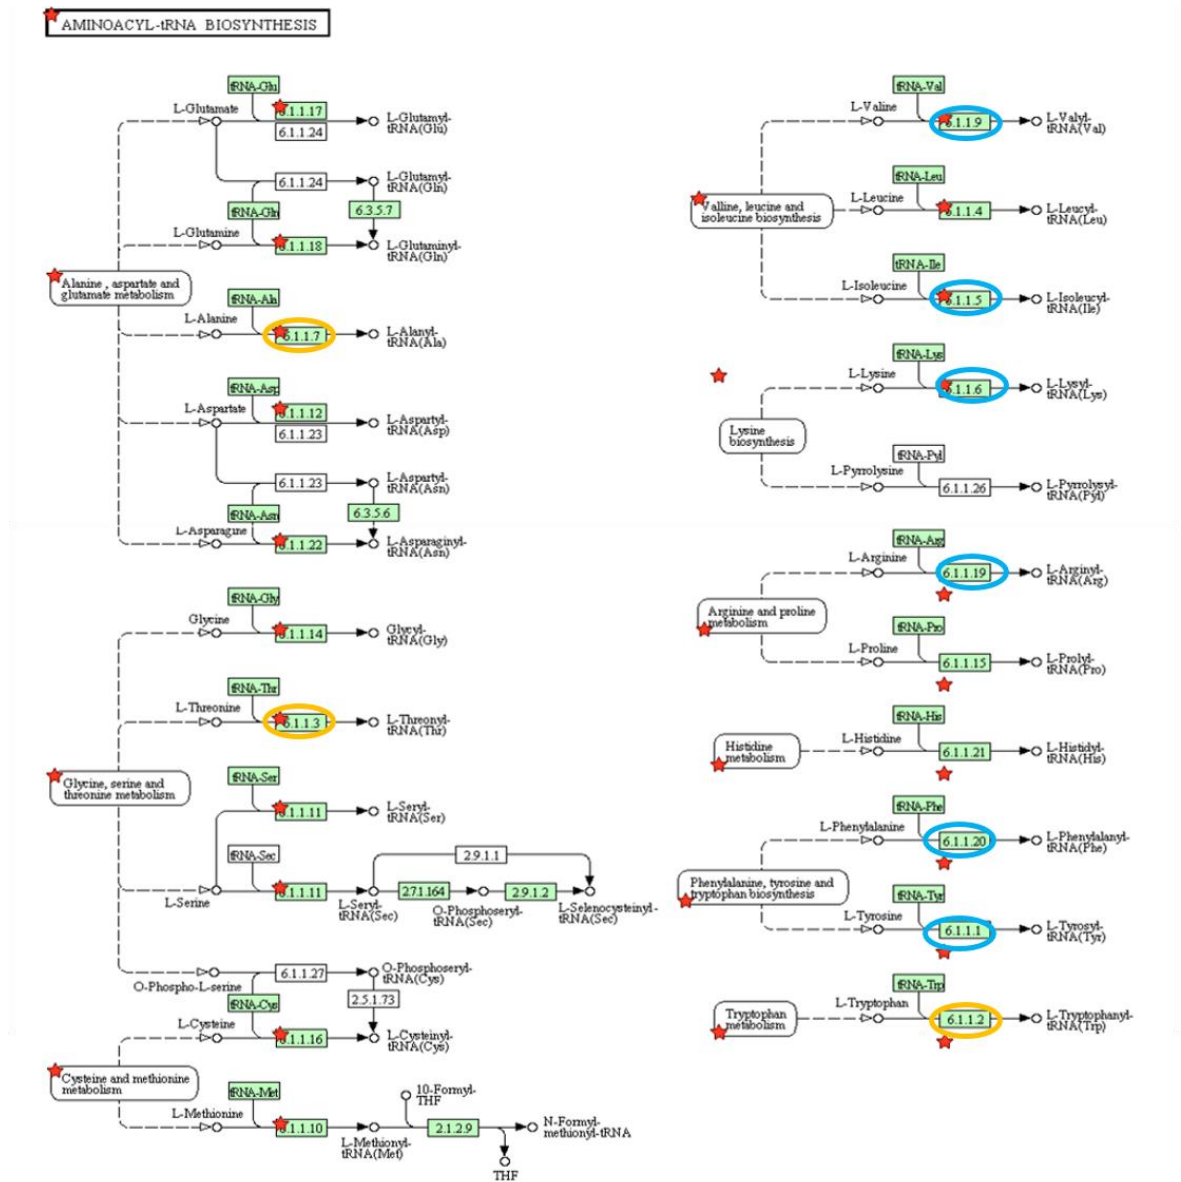 AMINOACYL-tRNA BIOSYNTHESIS
tRNA-Glu
L-Glutamate
6.1.1.17
6.1.1.24
L-Glutamyl-
tRNA(Glu)
6.1.1.24
L-Glutamyl-
tRNA(Gln)
tRNA-Gln
6.3.5.7
L-Glutamine
6.1.1.18
L-Glutaminyl-
tRNA(Gln)
Alanine, aspartate and
glutamate metabolism
tRNA-Ala
L-Alanine
6.1.1.7
L-Alanyl-
tRNA(Ala)
tRNA-Asp
L-Aspartate
6.1.1.12
6.1.1.23
L-Aspartyl-
tRNA(Asp)
6.1.1.23
L-Aspartyl-
tRNA(Asn)
tRNA-Asn
6.3.5.6
L-Asparagine
6.1.1.22
L-Asparaginyl-
tRNA(Asn)
tRNA-Gly
Glycine
6.1.1.14
Glycyl-
tRNA(Gly)
tRNA-Thr
L-Threonine
6.1.1.3
L-Threonyl-
tRNA(Thr)
Glycine, serine and
threonine metabolism
tRNA-Ser
6.1.1.11
L-Seryl-
tRNA(Ser)
tRNA-Sec
2.9.1.1
L-Serine
6.1.1.11
L-Seryl-
tRNA(Sec)
2.7.1.164
O-Phosphoseryl-
tRNA(Sec)
2.9.1.2
L-Selenocysteinyl-
tRNA(Sec)
O-Phospho-L-serine
6.1.1.27
O-Phosphoseryl-
tRNA(Cys)
tRNA-Cys
2.5.1.73
L-Cysteine
6.1.1.16
L-Cysteinyl-
tRNA(Cys)
Cysteine and methionine
metabolism
tRNA-Met
L-Methionine
6.1.1.10
L-Methionyl-
tRNA(Met)
10-Formyl-
THF
2.1.2.9
N-Formyl-
methionyl-tRNA
THF
tRNA-Val
L-Valine
6.1.1.9
L-Valyl-
tRNA(Val)
Valline, leucine and
isoleucine biosynthesis
tRNA-Leu
L-Leucine
6.1.1.4
L-Leucyl-
tRNA(Leu)
tRNA-Ile
L-Isoleucine
6.1.1.5
L-Isoleucyl-
tRNA(Ile)
tRNA-Lys
L-Lysine
6.1.1.6
L-Lysyl-
tRNA(Lys)
Lysine
biosynthesis
tRNA-Pyl
L-Pyrrolysine
6.1.1.26
L-Pyrrolysyl-
tRNA(Pyl)
tRNA-Arg
L-Arginine
6.1.1.19
L-Arginyl-
tRNA(Arg)
Arginine and proline
metabolism
tRNA-Pro
L-Proline
6.1.1.15
L-Prolyl-
tRNA(Pro)
tRNA-His
Histidine
metabolism
L-Histidine
6.1.1.21
L-Histidyl-
tRNA(His)
tRNA-Phe
L-Phenylalanine
6.1.1.20
L-Phenylalanyl-
tRNA(Phe)
Phenylalanine, tyrosine and
tryptophan biosynthesis
tRNA-Tyr
L-Tyrosine
6.1.1.1
L-Tyrosyl-
tRNA(Tyr)
tRNA-Trp
Tryptophan
metabolism
L-Tryptophan
6.1.1.2
L-Tryptophanyl-
tRNA(Trp)